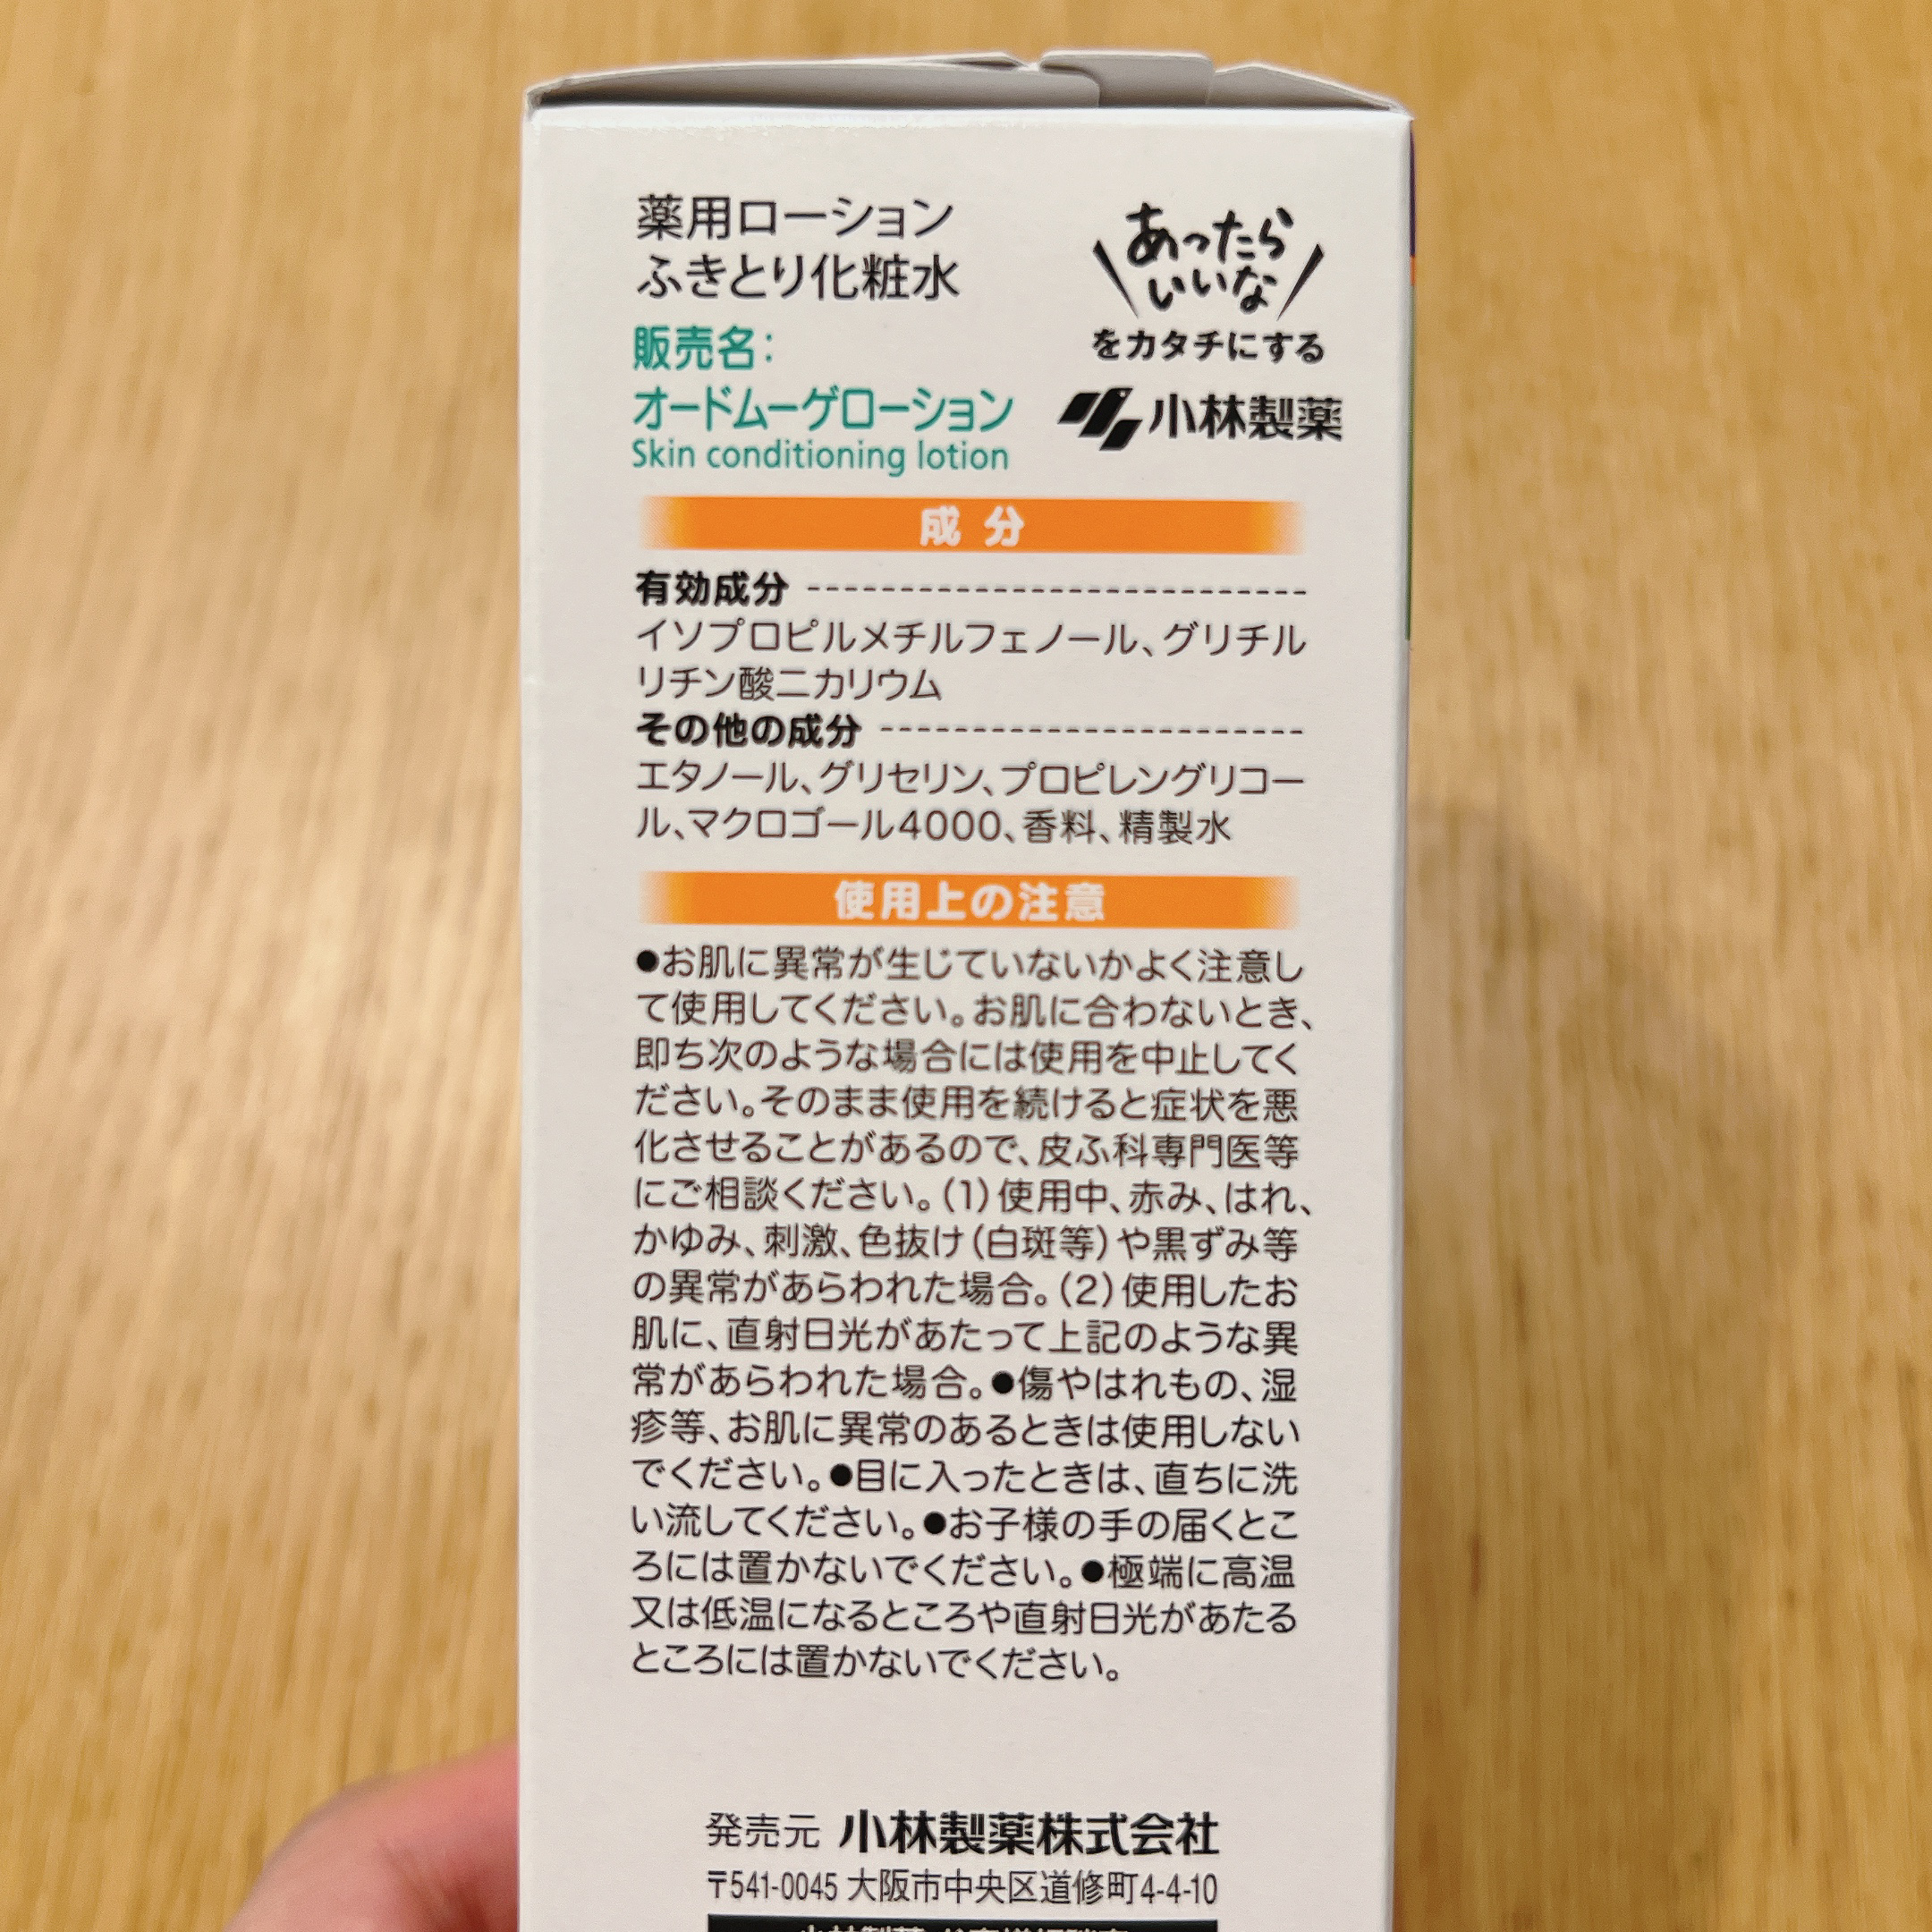 薬用ローション
ふきとり化粧水
販売名:
オードムーゲローション
Skin conditioning lotion
あったら
いいな
をカタチにする
小林製薬
成分
有効成分
イソプロピルメチルフェノール、グリチル
リチン酸二カリウム
その他の成分
エタノール、グリセリン、プロピレングリコー
ル、マクロゴール4000、香料、精製水
使用上の注意
●お肌に異常が生じていないかよく注意し
て使用してください。お肌に合わないとき、
即ち次のような場合には使用を中止してく
ださい。そのまま使用を続けると症状を悪
化させることがあるので、皮ふ科専門医等
にご相談ください。(1)使用中、赤み、はれ、
かゆみ、刺激、色抜け(白斑等)や黒ずみ等
の異常があらわれた場合。(2)使用したお
肌に、直射日光があたって上記のような異
常があらわれた場合。●傷やはれもの、湿
疹等、お肌に異常のあるときは使用しない
でください。●目に入ったときは、直ちに洗
い流してください。●お子様の手の届くとこ
ろには置かないでください。●極端に高温
又は低温になるところや直射日光があたる
ところには置かないでください。
発売元 小林製薬株式会社
〒541-0045 大阪市中央区道修町4-4-10